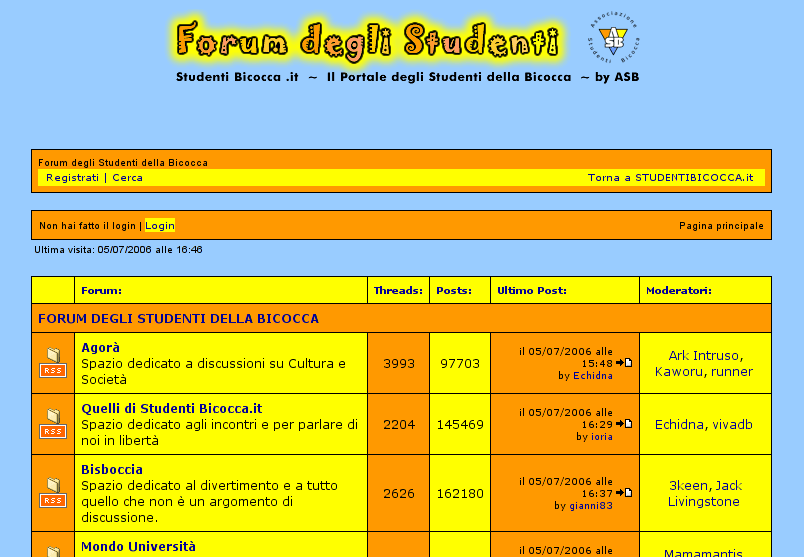 Forum degli Studenti
Associazione Studenti Bicocca
ASB
Studenti Bicocca .it ~ Il Portale degli Studenti della Bicocca ~ by ASB
Forum degli Studenti della Bicocca
Registrati | Cerca
Torna a STUDENTIBICOCCA.it
Non hai fatto il login | Login
Pagina principale
Ultima visita: 05/07/2006 alle 16:46
Forum: Threads: Posts: Ultimo Post: Moderatori:
FORUM DEGLI STUDENTI DELLA BICOCCA
RSS
Agorà
Spazio dedicato a discussioni su Cultura e
Società
3993
97703
il 05/07/2006 alle
15:48
by Echidna
Ark Intruso,
Kaworu, runner
RSS
Quelli di Studenti Bicocca.it
Spazio dedicato agli incontri e per parlare di
noi in libertà
2204
145469
il 05/07/2006 alle
16:29
by ioria
Echidna, vivadb
RSS
Bisboccia
Spazio dedicato al divertimento e a tutto
quello che non è un argomento di
discussione.
2626
162180
il 05/07/2006 alle
16:37
by gianni83
3keen, Jack
Livingstone
Mondo Università
il 05/07/2006 alle
Mamamantis